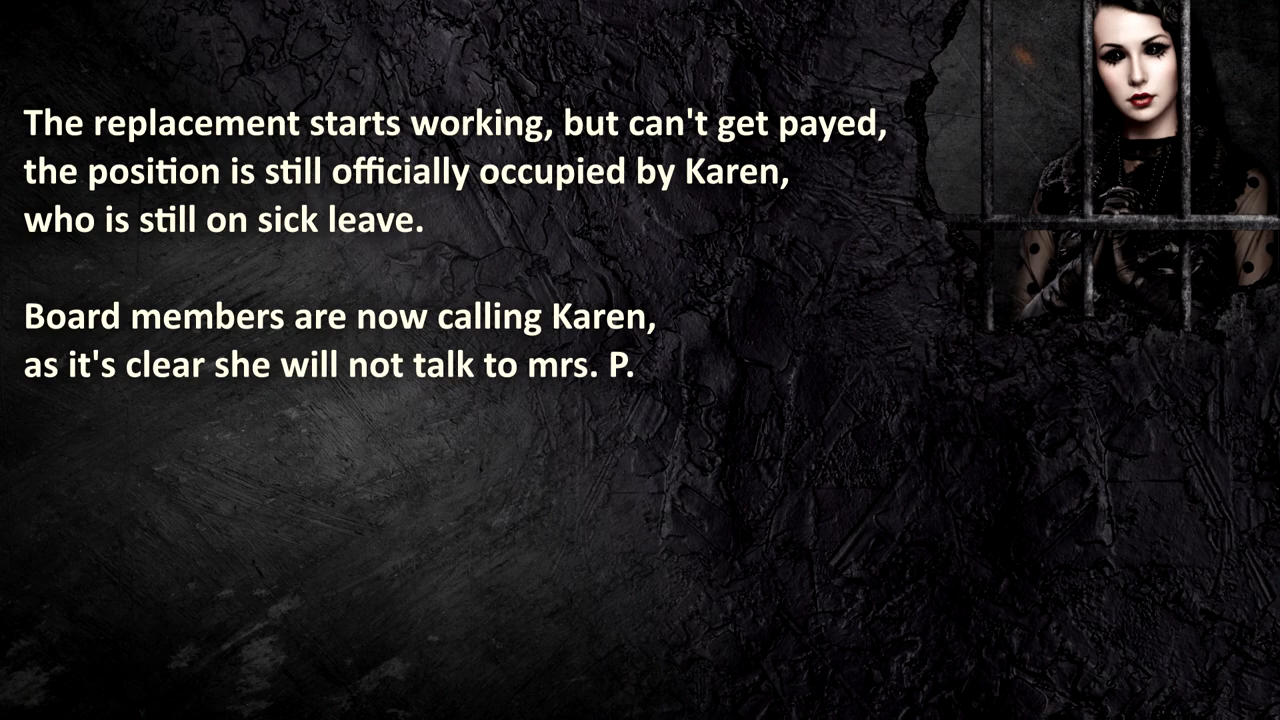 The replacement starts working, but can't get payed,
the position is still officially occupied by Karen,
who is still on sick leave.
Board members are now calling Karen,
as it's clear she will not talk to mrs. P.